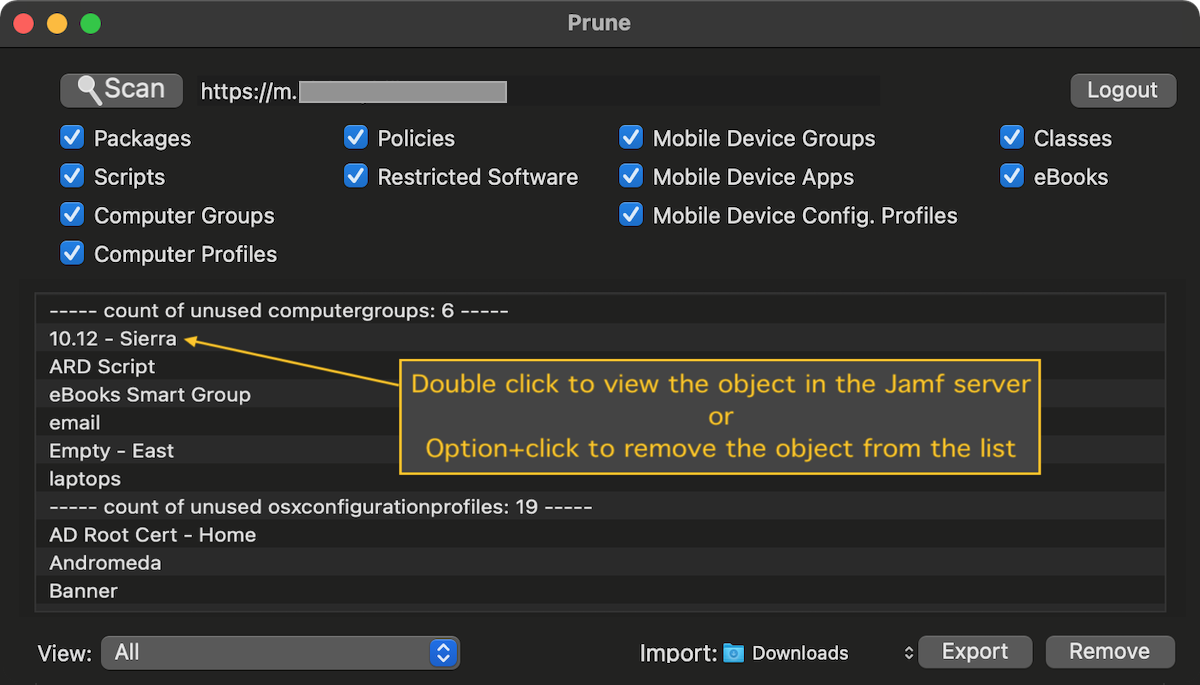 Prune
Scan https://m. Logout
Packages Policies Mobile Device Groups Classes
Scripts Restricted Software Mobile Device Apps eBooks
Computer Groups Mobile Device Config. Profiles
Computer Profiles
----- count of unused computergroups: 6 -----
10.12 - Sierra
ARD Script
eBooks Smart Group
email
Empty - East
laptops
Double click to view the object in the Jamf server
or
Option+click to remove the object from the list
----- count of unused osxconfigurationprofiles: 19 -----
AD Root Cert - Home
Andromeda
Banner
View: All Import: Downloads Export Remove